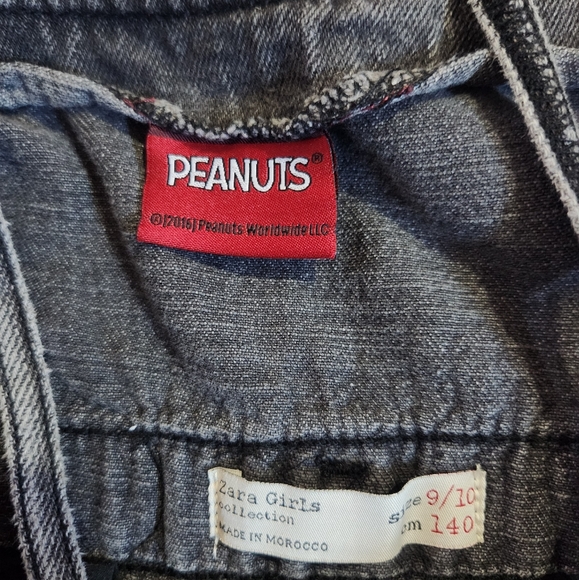 PEANUTS®
©[2016] Peanuts Worldwide LLC
Zara Girls size 9/10
collection cm 140
MADE IN MOROCCO